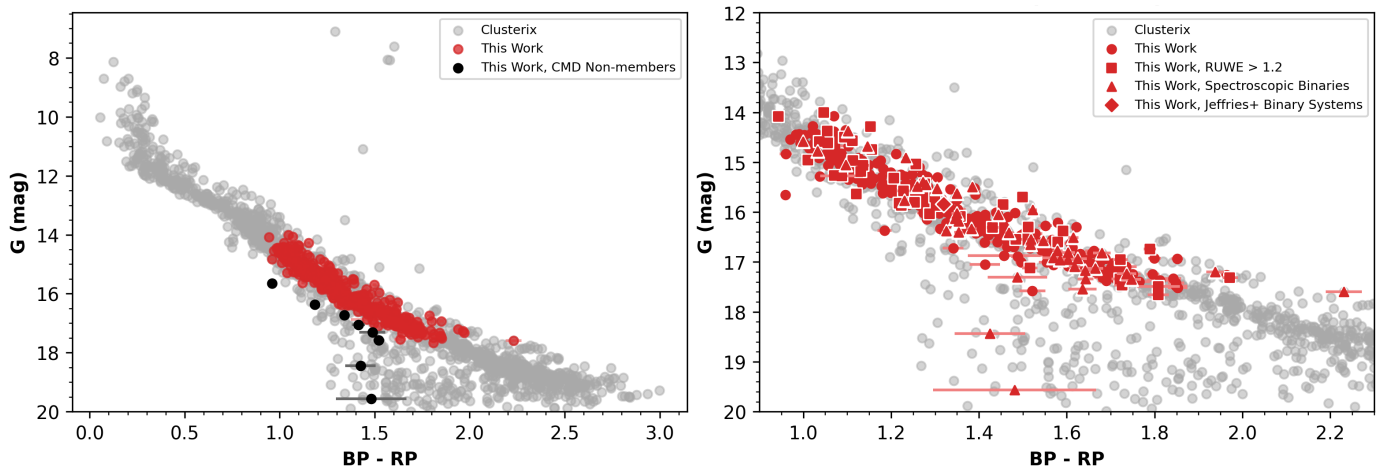 Clusterix
This Work
This Work, CMD Non-members
8
10
12
14
16
18
20
G (mag)
0.0 0.5 1.0 1.5 2.0 2.5 3.0
BP - RP
Clusterix
This Work
This Work, RUWE > 1.2
This Work, Spectroscopic Binaries
This Work, Jeffries+ Binary Systems
12
13
14
15
16
17
18
19
20
G (mag)
1.0 1.2 1.4 1.6 1.8 2.0 2.2
BP - RP